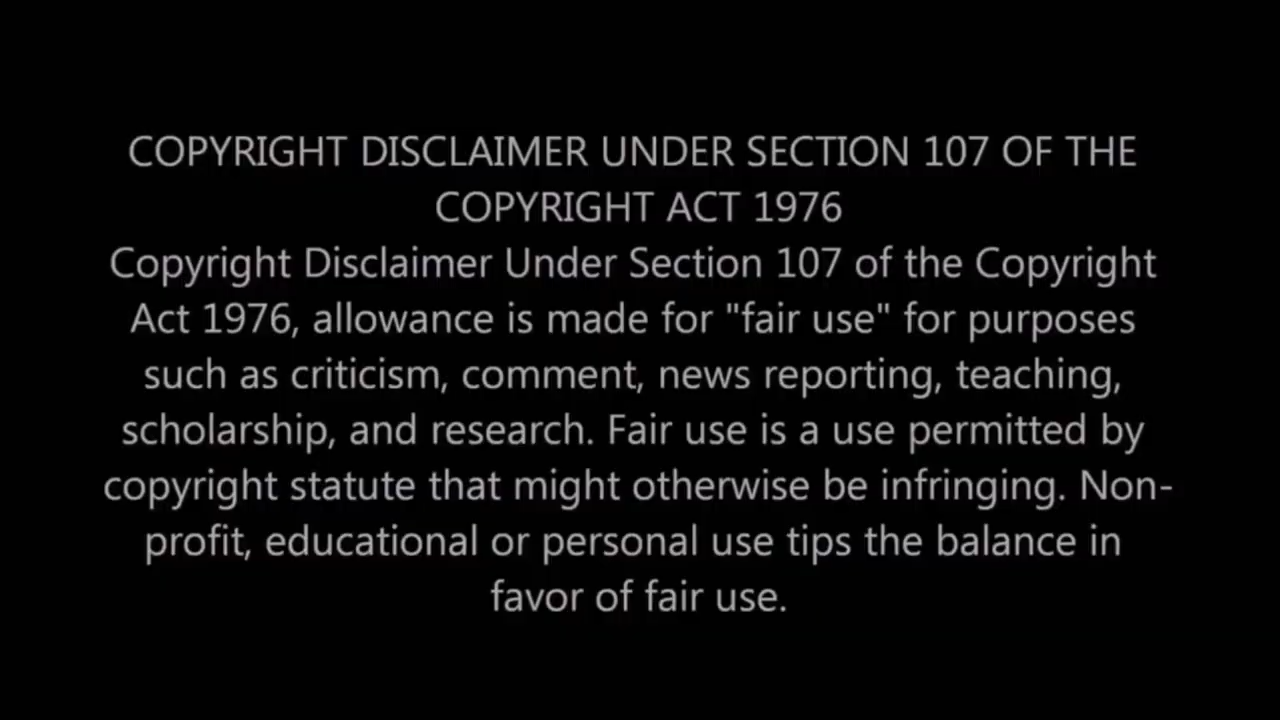 COPYRIGHT DISCLAIMER UNDER SECTION 107 OF THE
COPYRIGHT ACT 1976
Copyright Disclaimer Under Section 107 of the Copyright
Act 1976, allowance is made for "fair use" for purposes
such as criticism, comment, news reporting, teaching,
scholarship, and research. Fair use is a use permitted by
copyright statute that might otherwise be infringing. Non-
profit, educational or personal use tips the balance in
favor of fair use.